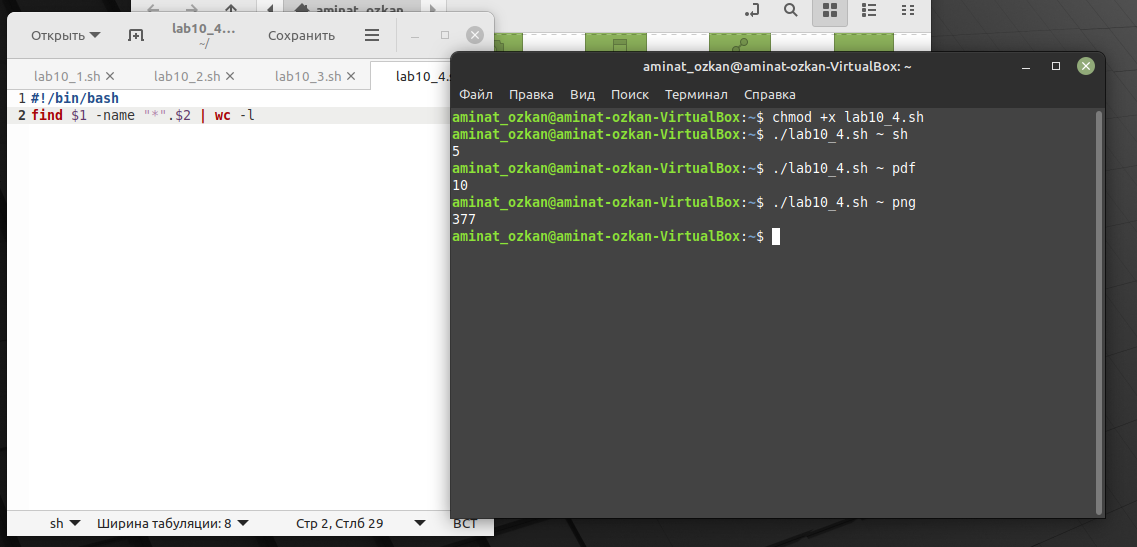 aminat_ozkan
Открыть
lab10_4...
~/
Сохранить
lab10_1.sh
lab10_2.sh
lab10_3.sh
lab10_4.s
1 #!/bin/bash
2 find $1 -name "*".$2 | wc -l
sh
Ширина табуляции: 8
Стр 2, Стлб 29
ВСТ
aminat_ozkan@aminat-ozkan-VirtualBox: ~
Файл Правка Вид Поиск Терминал Справка
aminat_ozkan@aminat-ozkan-VirtualBox:~$ chmod +x lab10_4.sh
aminat_ozkan@aminat-ozkan-VirtualBox:~$ ./lab10_4.sh ~ sh
5
aminat_ozkan@aminat-ozkan-VirtualBox:~$ ./lab10_4.sh ~ pdf
10
aminat_ozkan@aminat-ozkan-VirtualBox:~$ ./lab10_4.sh ~ png
377
aminat_ozkan@aminat-ozkan-VirtualBox:~$